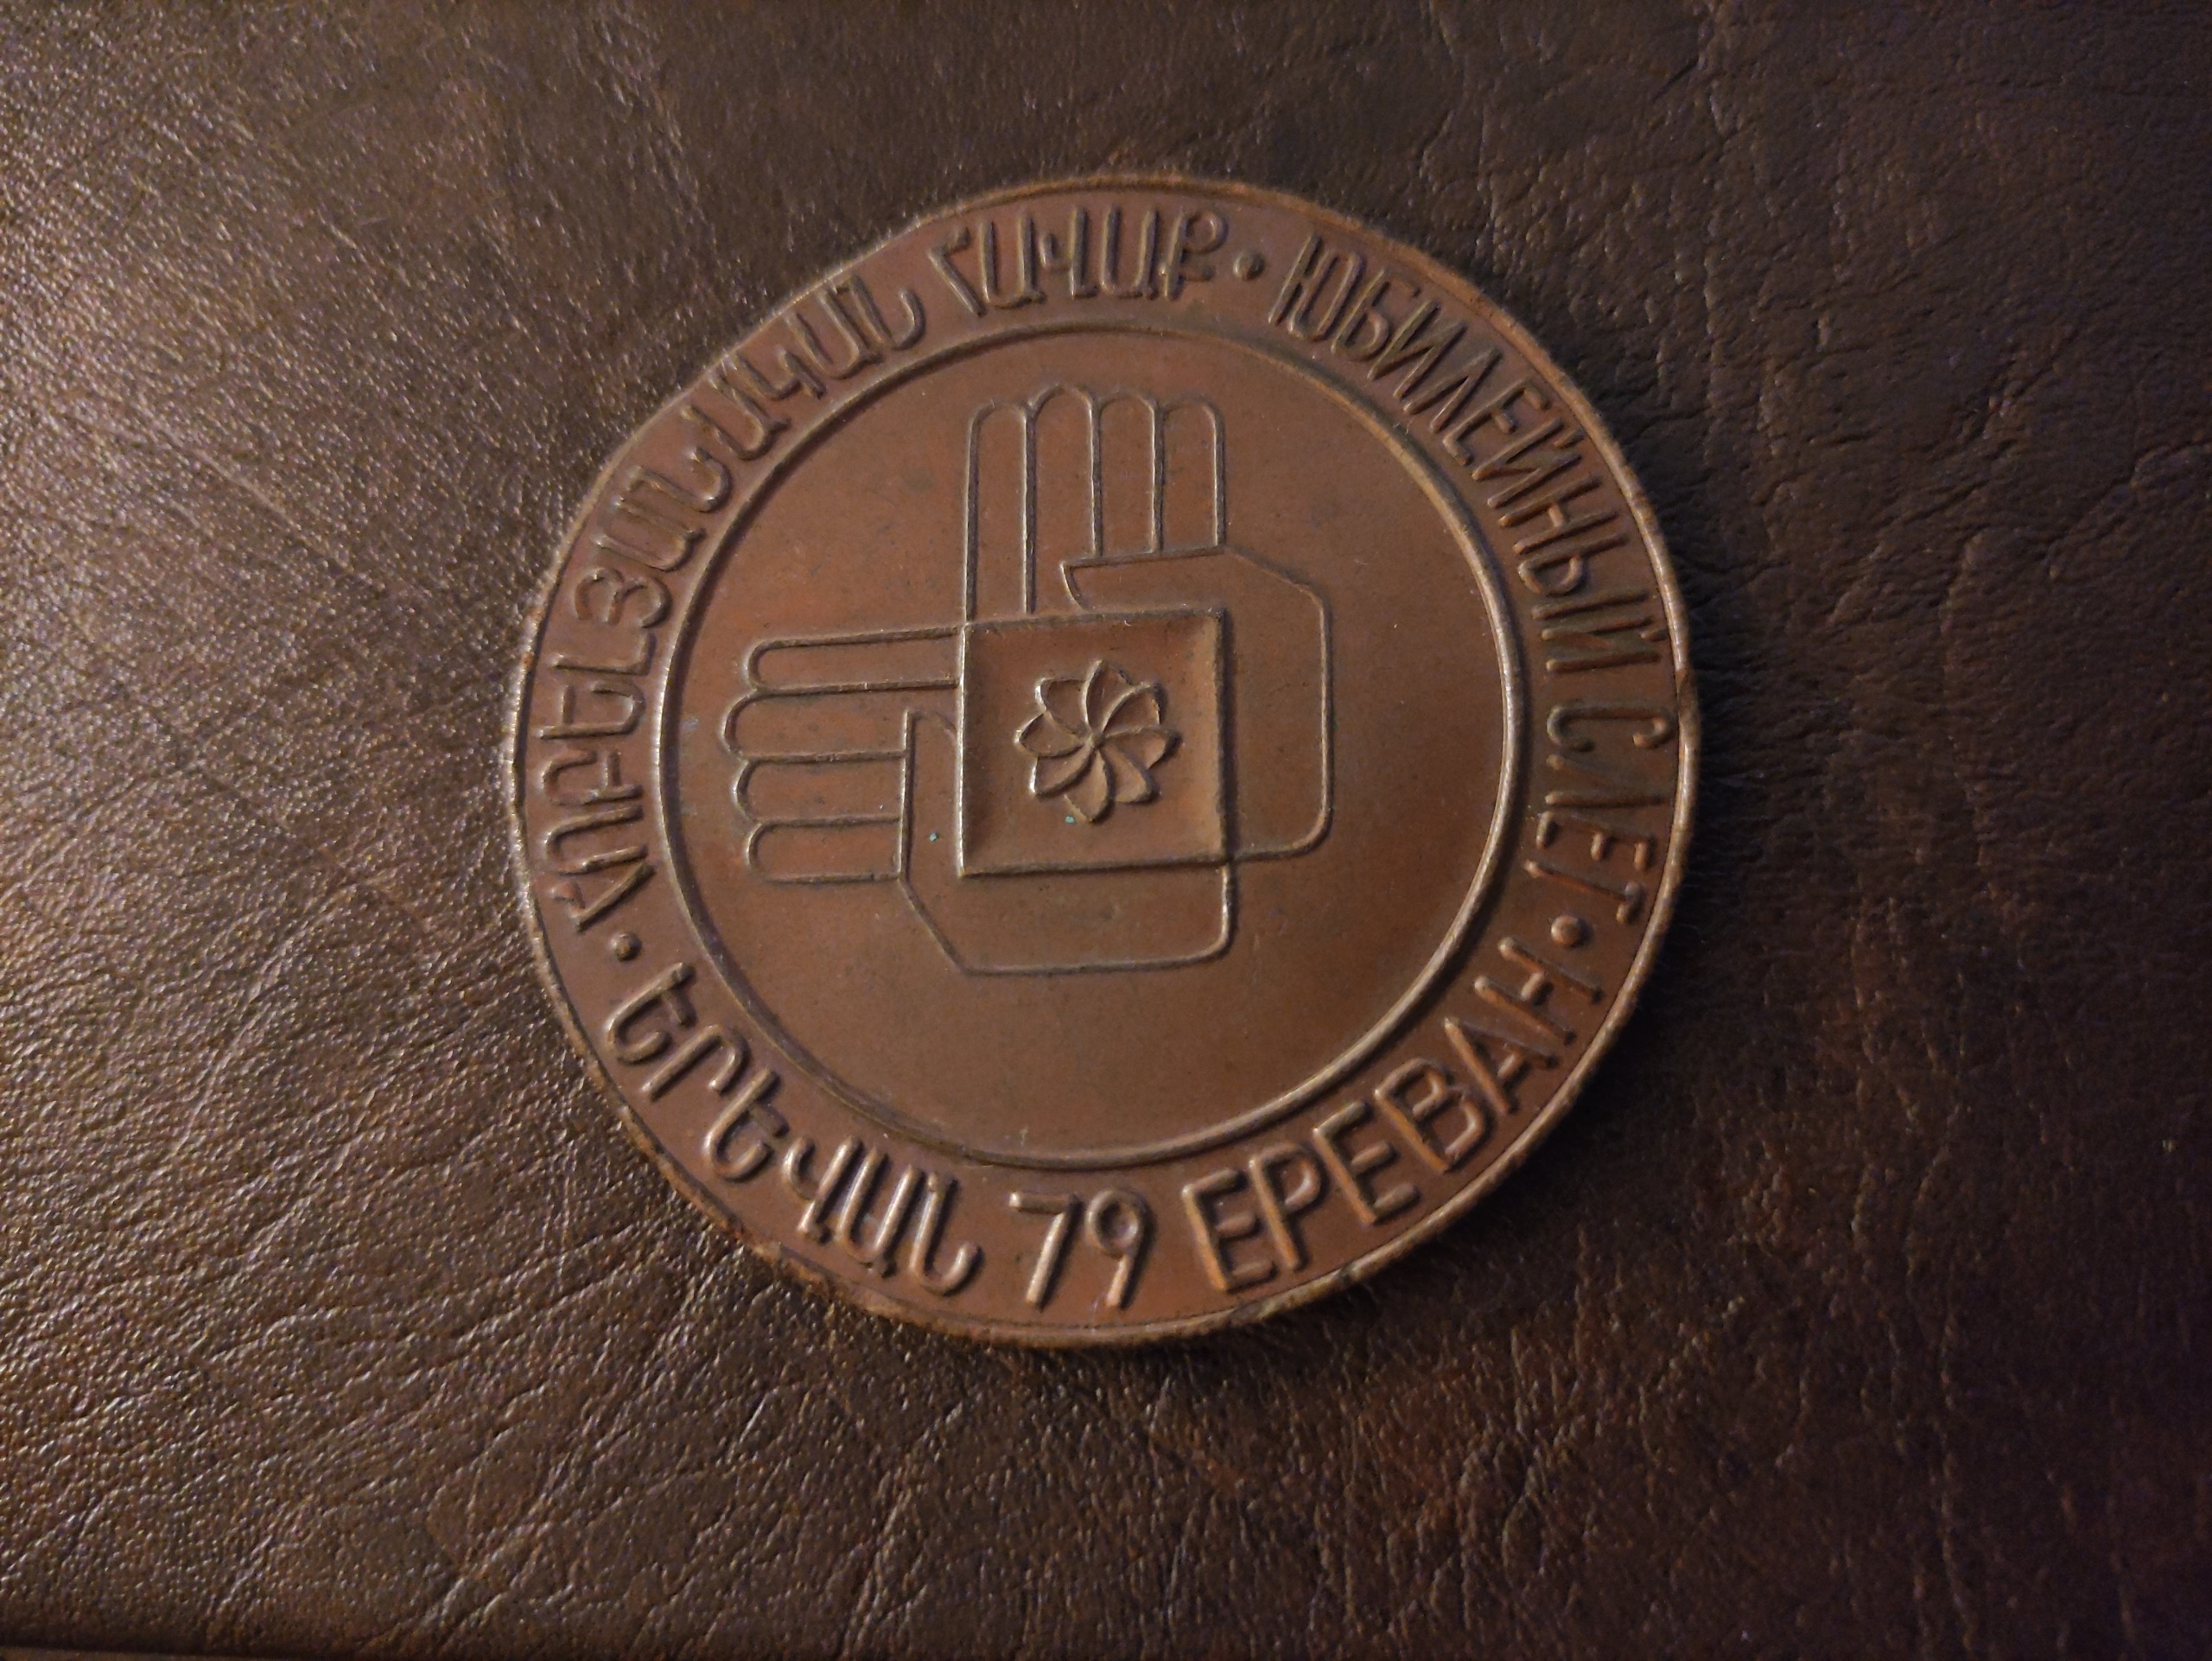 ՀՈԲԵԼՅԱՆԱԿԱՆ ՀԱՎԱՔ • ЮБИЛЕЙНЫЙ СЛЕТ •
ԵՐԵՎԱՆ 79 ЕРЕВАН •